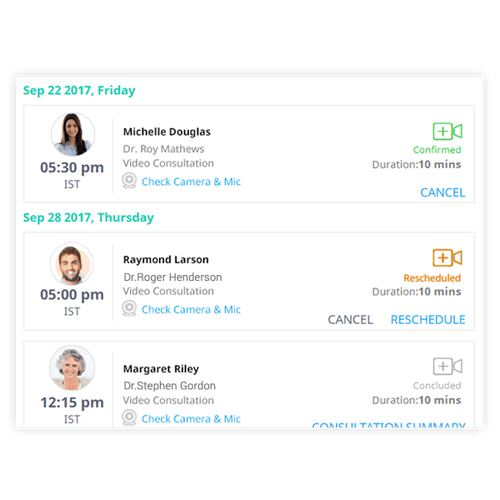 Sep 22 2017, Friday
Michelle Douglas
Dr. Roy Mathews
Video Consultation
Check Camera & Mic
05:30 pm
IST
Confirmed
Duration:10 mins
CANCEL
Sep 28 2017, Thursday
Raymond Larson
Dr.Roger Henderson
Video Consultation
Check Camera & Mic
05:00 pm
IST
Rescheduled
Duration:10 mins
CANCEL RESCHEDULE
Margaret Riley
Dr.Stephen Gordon
Video Consultation
Check Camera & Mic
12:15 pm
IST
Concluded
Duration:10 mins
CONSULTATION SUMMARY